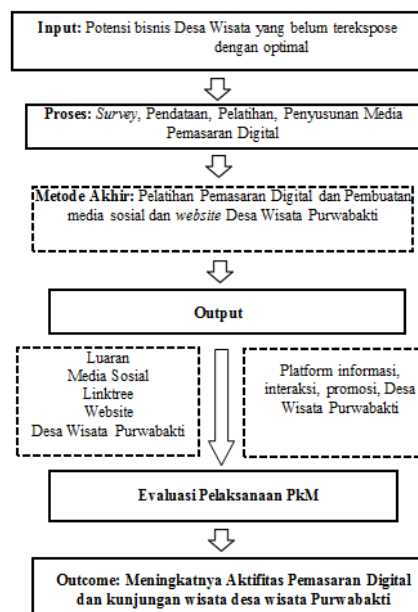 Input: Potensi bisnis Desa Wisata yang belum terekspose
dengan optimal
Proses: Survey, Pendataan, Pelatihan, Penyusunan Media
Pemasaran Digital
Metode Akhir: Pelatihan Pemasaran Digital dan Pembuatan
media sosial dan website Desa Wisata Purwabakti
Output
Luaran
Media Sosial
Linktree
Website
Desa Wisata Purwabakti
Platform informasi,
interaksi, promosi, Desa
Wisata Purwabakti
Evaluasi Pelaksanaan PkM
Outcome: Meningkatnya Aktifitas Pemasaran Digital
dan kunjungan wisata desa wisata Purwabakti